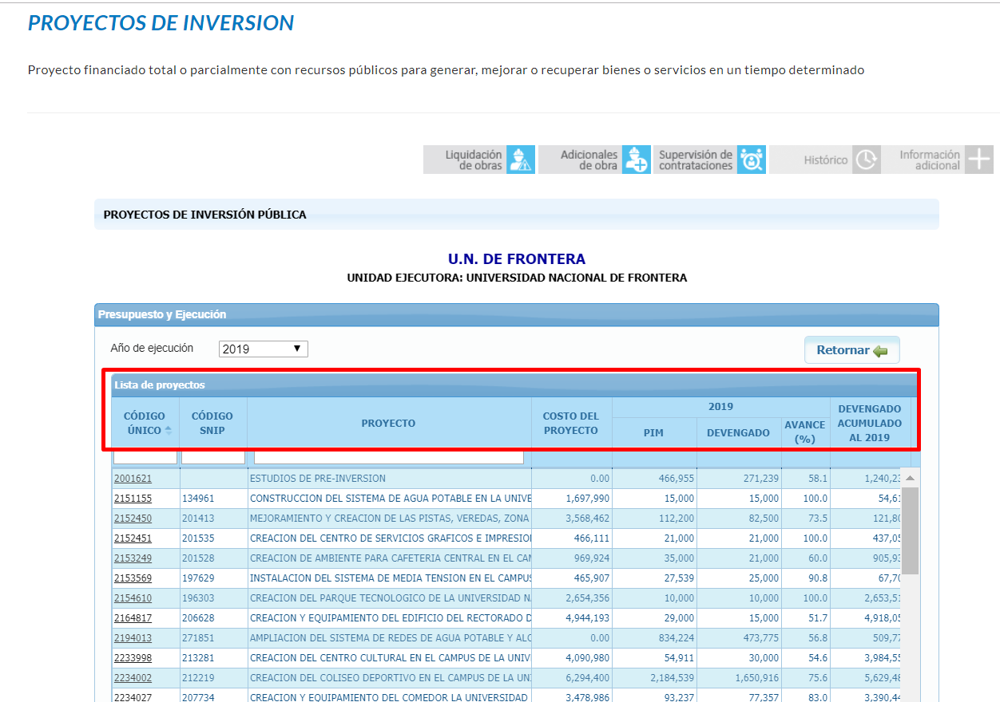 PROYECTOS DE INVERSION
Proyecto financiado total o parcialmente con recursos públicos para generar, mejorar o recuperar bienes o servicios en un tiempo determinado
Liquidación de obras
Adicionales de obra
Supervisión de contrataciones
Histórico
Información adicional
PROYECTOS DE INVERSIÓN PÚBLICA
U.N. DE FRONTERA
UNIDAD EJECUTORA: UNIVERSIDAD NACIONAL DE FRONTERA
Presupuesto y Ejecución
Año de ejecución 2019 Retornar
Lista de proyectos
CÓDIGO ÚNICO CÓDIGO SNIP PROYECTO COSTO DEL PROYECTO 2019 PIM DEVENGADO AVANCE (%) DEVENGADO ACUMULADO AL 2019
2001621 ESTUDIOS DE PRE-INVERSION 0.00 466,955 271,239 58.1 1,240,23
2151155 134961 CONSTRUCCION DEL SISTEMA DE AGUA POTABLE EN LA UNIVE 1,697,990 15,000 15,000 100.0 54,61
2152450 201413 MEJORAMIENTO Y CREACION DE LAS PISTAS, VEREDAS, ZONA 3,568,462 112,200 82,500 73.5 121,80
2152451 201535 CREACION DEL CENTRO DE SERVICIOS GRAFICOS E IMPRESIO 466,111 21,000 21,000 100.0 437,05
2153249 201528 CREACION DE AMBIENTE PARA CAFETERIA CENTRAL EN EL CAM 969,924 35,000 21,000 60.0 905,93
2153569 197629 INSTALACION DEL SISTEMA DE MEDIA TENSION EN EL CAMPUS 465,907 27,539 25,000 90.8 67,70
2154610 196303 CREACION DEL PARQUE TECNOLOGICO DE LA UNIVERSIDAD N 2,654,356 10,000 10,000 100.0 2,653,51
2164817 206628 CREACION Y EQUIPAMIENTO DEL EDIFICIO DEL RECTORADO D 4,944,193 29,000 15,000 51.7 4,918,05
2194013 271851 AMPLIACION DEL SISTEMA DE REDES DE AGUA POTABLE Y ALC 0.00 834,224 473,775 56.8 509,77
2233998 213281 CREACION DEL CENTRO CULTURAL EN EL CAMPUS DE LA UNIV 4,090,980 54,911 30,000 54.6 3,984,55
2234002 212219 CREACION DEL COLISEO DEPORTIVO EN EL CAMPUS DE LA UN 6,294,400 2,184,539 1,650,916 75.6 5,629,48
2234027 207734 CREACION Y EQUIPAMIENTO DEL COMEDOR LA UNIVERSIDAD 3,478,986 93,237 77,357 83.0 3,390,44